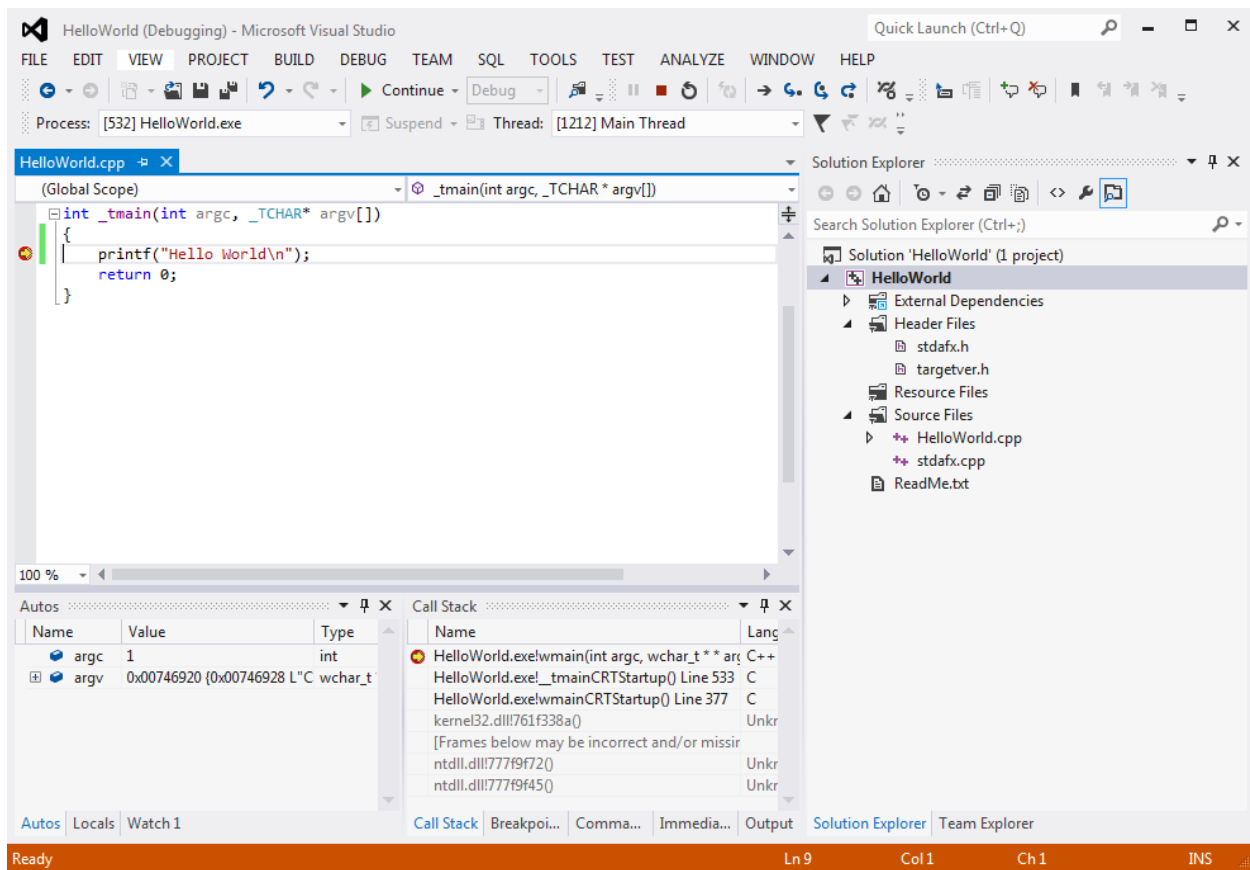 HelloWorld (Debugging) - Microsoft Visual Studio Quick Launch (Ctrl+Q)
FILE EDIT VIEW PROJECT BUILD DEBUG TEAM SQL TOOLS TEST ANALYZE WINDOW HELP
Continue Debug
Process: [532] HelloWorld.exe Suspend Thread: [1212] Main Thread
HelloWorld.cpp
(Global Scope) _tmain(int argc, _TCHAR * argv[])
int _tmain(int argc, _TCHAR* argv[])
{
printf("Hello World\n");
return 0;
}
100 %
Solution Explorer
Search Solution Explorer (Ctrl+;)
Solution 'HelloWorld' (1 project)
HelloWorld
External Dependencies
Header Files
stdafx.h
targetver.h
Resource Files
Source Files
HelloWorld.cpp
stdafx.cpp
ReadMe.txt
Autos
Name Value Type
argc 1 int
argv 0x00746920 {0x00746928 L"C wchar_t
Autos Locals Watch 1
Call Stack
Name Lang
HelloWorld.exe!wmain(int argc, wchar_t * * arg C++
HelloWorld.exe!__tmainCRTStartup() Line 533 C
HelloWorld.exe!wmainCRTStartup() Line 377 C
kernel32.dll!761f338a() Unkr
[Frames below may be incorrect and/or missir
ntdll.dll!777f9f72() Unkr
ntdll.dll!777f9f45() Unkr
Call Stack Breakpoi... Comma... Immedia... Output
Solution Explorer Team Explorer
Ready Ln 9 Col 1 Ch 1 INS